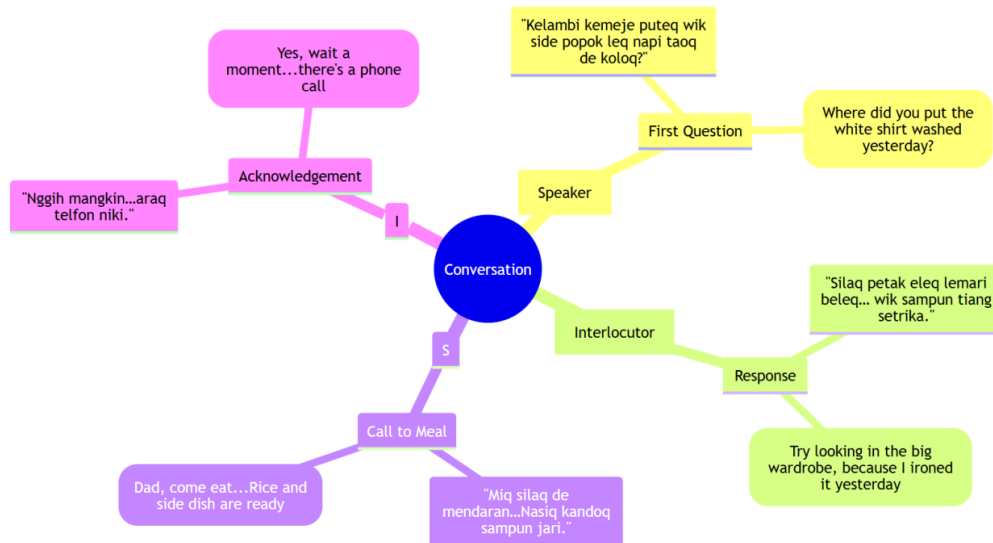 Conversation
Speaker
First Question
"Kelambi kemeje puteq wik
side popok leq napi taoq
de koloq?"
Where did you put the
white shirt washed
yesterday?
Interlocutor
Response
"Silaq petak eleq lemari
beleq... wik sampun tiang
setrika."
Try looking in the big
wardrobe, because I ironed
it yesterday
S
Call to Meal
"Miq silaq de
mendaran...Nasiq kandoq
sampun jari."
Dad, come eat...Rice and
side dish are ready
I
Acknowledgement
"Nggih mangkin...araq
telfon niki."
Yes, wait a
moment...there's a phone
call